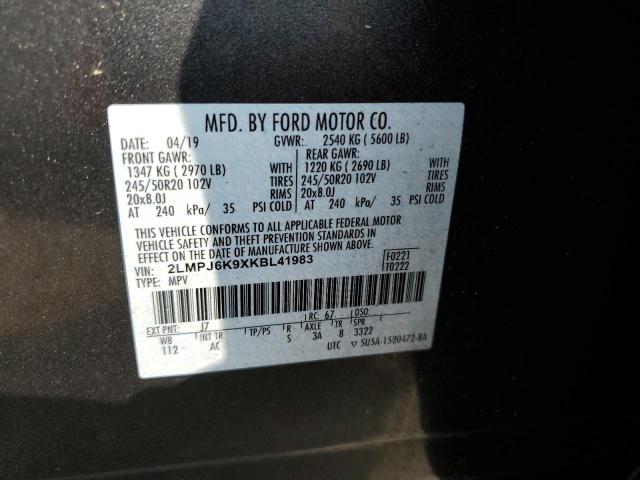 MFD. BY FORD MOTOR CO.
DATE: 04/19 GVWR: 2540 KG ( 5600 LB)
FRONT GAWR: REAR GAWR:
1347 KG ( 2970 LB) WITH 1220 KG ( 2690 LB) WITH
245/50R20 102V TIRES 245/50R20 102V TIRES
20x8.0J RIMS 20x8.0J RIMS
AT 240 kPa/ 35 PSI COLD AT 240 kPa/ 35 PSI COLD
THIS VEHICLE CONFORMS TO ALL APPLICABLE FEDERAL MOTOR
VEHICLE SAFETY AND THEFT PREVENTION STANDARDS IN
EFFECT ON THE DATE OF MANUFACTURE SHOWN ABOVE.
VIN: 2LMPJ6K9XKBL41983 F0221
TYPE: MPV T0222
EXT PNT: J7 RC: 67 DSO:
WB INT TR TP/PS R AXLE TR SPR
112 AC S 3A 8 3322
UTC 5U5A-1520472-BA